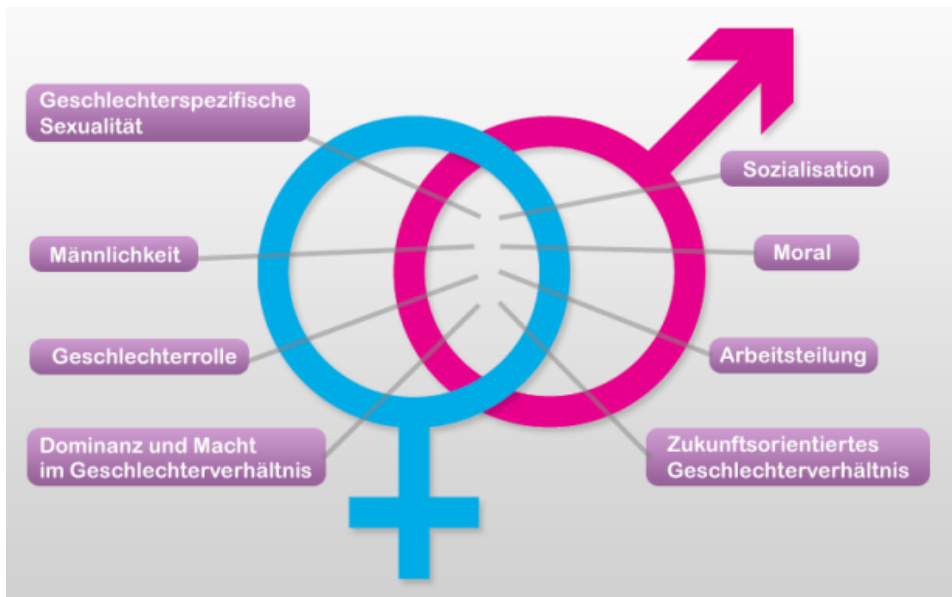 Geschlechterspezifische
Sexualität
Männlichkeit
Geschlechterrolle
Dominanz und Macht
im Geschlechterverhältnis
Sozialisation
Moral
Arbeitsteilung
Zukunftsorientiertes
Geschlechterverhältnis